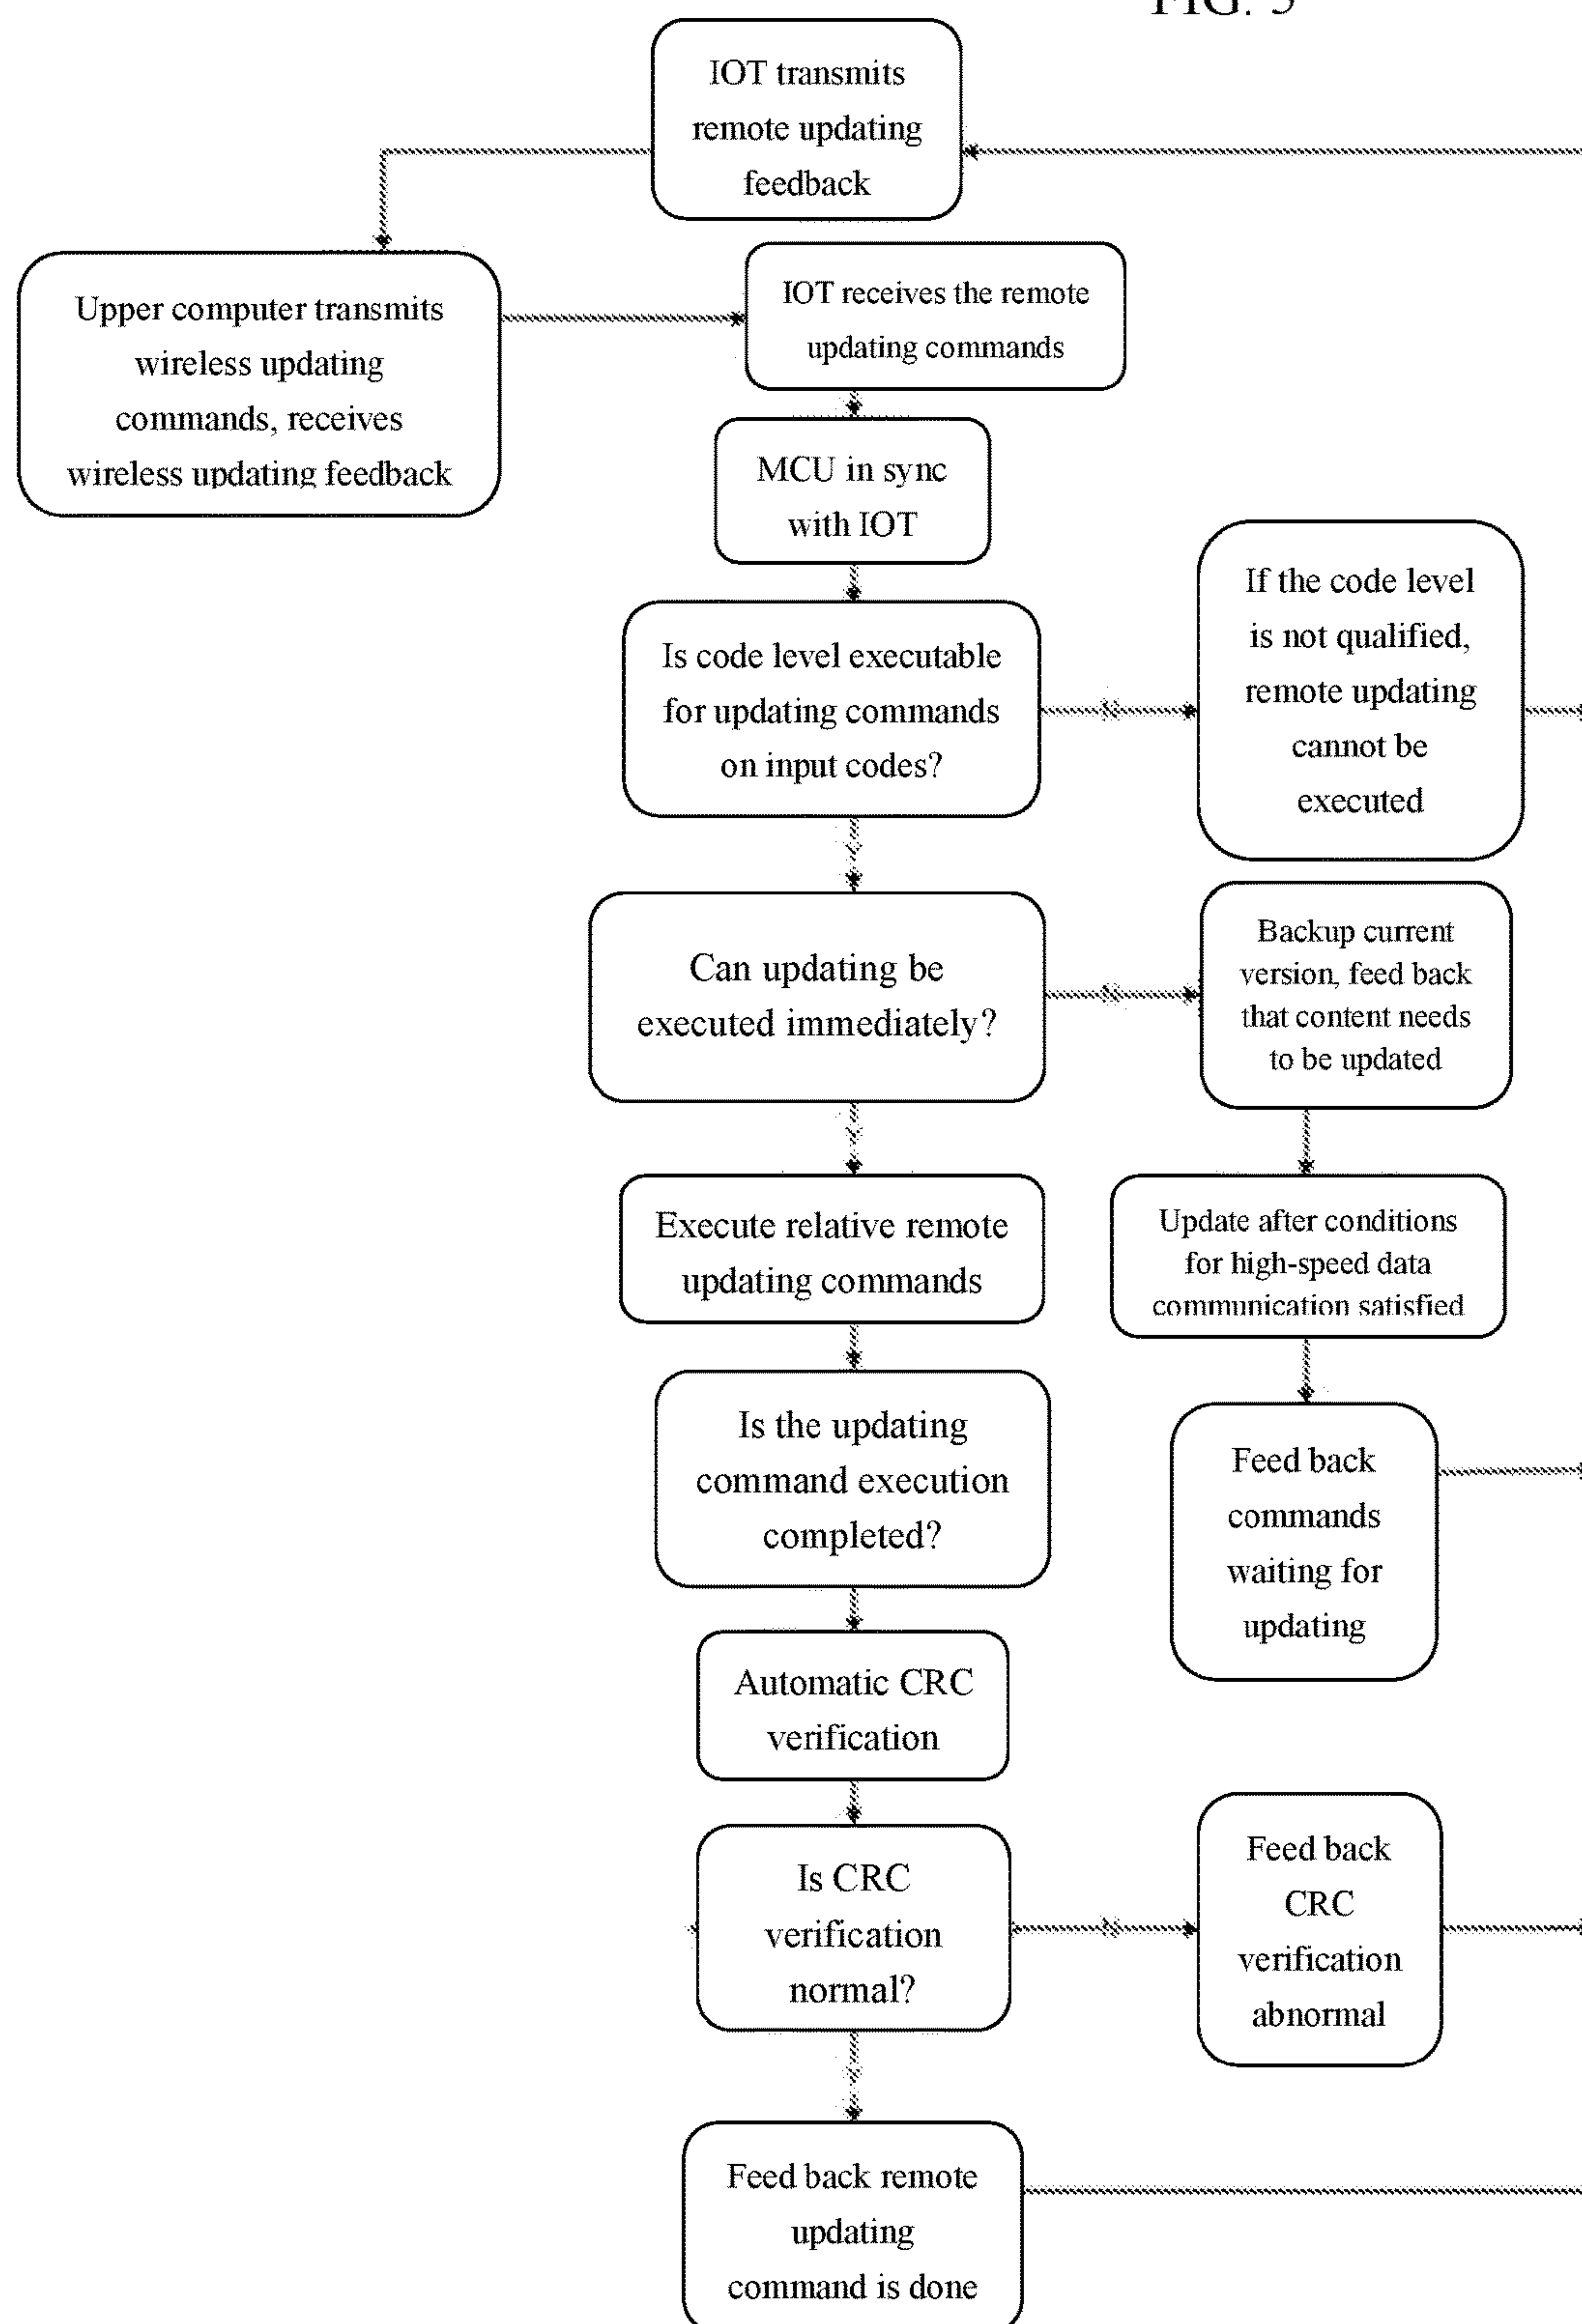 FIG. 5
IOT transmits
remote updating
feedback
Upper computer transmits
wireless updating
commands, receives
wireless updating feedback
IOT receives the remote
updating commands
MCU in sync
with IOT
Is code level executable
for updating commands
on input codes?
If the code level
is not qualified,
remote updating
cannot be
executed
Can updating be
executed immediately?
Backup current
version, feed back
that content needs
to be updated
Execute relative remote
updating commands
Update after conditions
for high-speed data
communication satisfied
Is the updating
command execution
completed?
Feed back
commands
waiting for
updating
Automatic CRC
verification
Is CRC
verification
normal?
Feed back
CRC
verification
abnormal
Feed back remote
updating
command is done